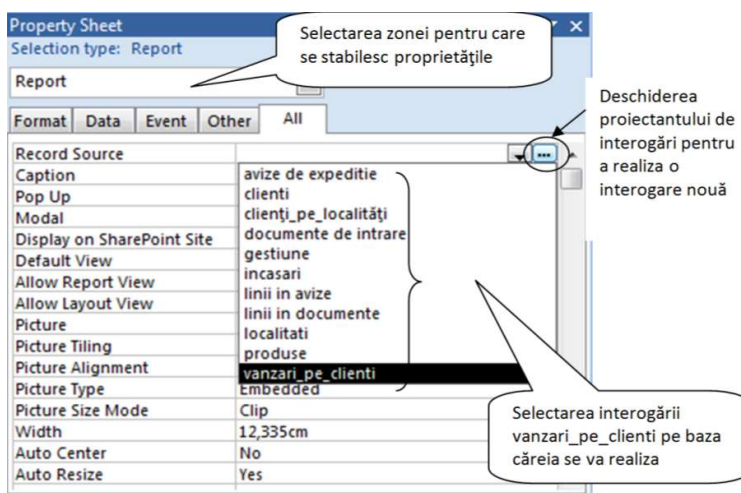 Property Sheet
Selection type: Report
Report
Selectarea zonei pentru care
se stabilesc proprietăţile
Format Data Event Other All
Record Source
Caption
Pop Up
Modal
Display on SharePoint Site
Default View
Allow Report View
Allow Layout View
Picture
Picture Tiling
Picture Alignment
Picture Type
Picture Size Mode
Width
Auto Center
Auto Resize
avize de expeditie
clienti
clienţi_pe_localităţi
documente de intrare
gestiune
incasari
linii in avize
linii in documente
localitati
produse
vanzari_pe_clienti
Embedded
Clip
12,335cm
No
Yes
Deschiderea
proiectantului de
interogări pentru
a realiza o
interogare nouă
Selectarea interogării
vanzari_pe_clienti pe baza
căreia se va realiza